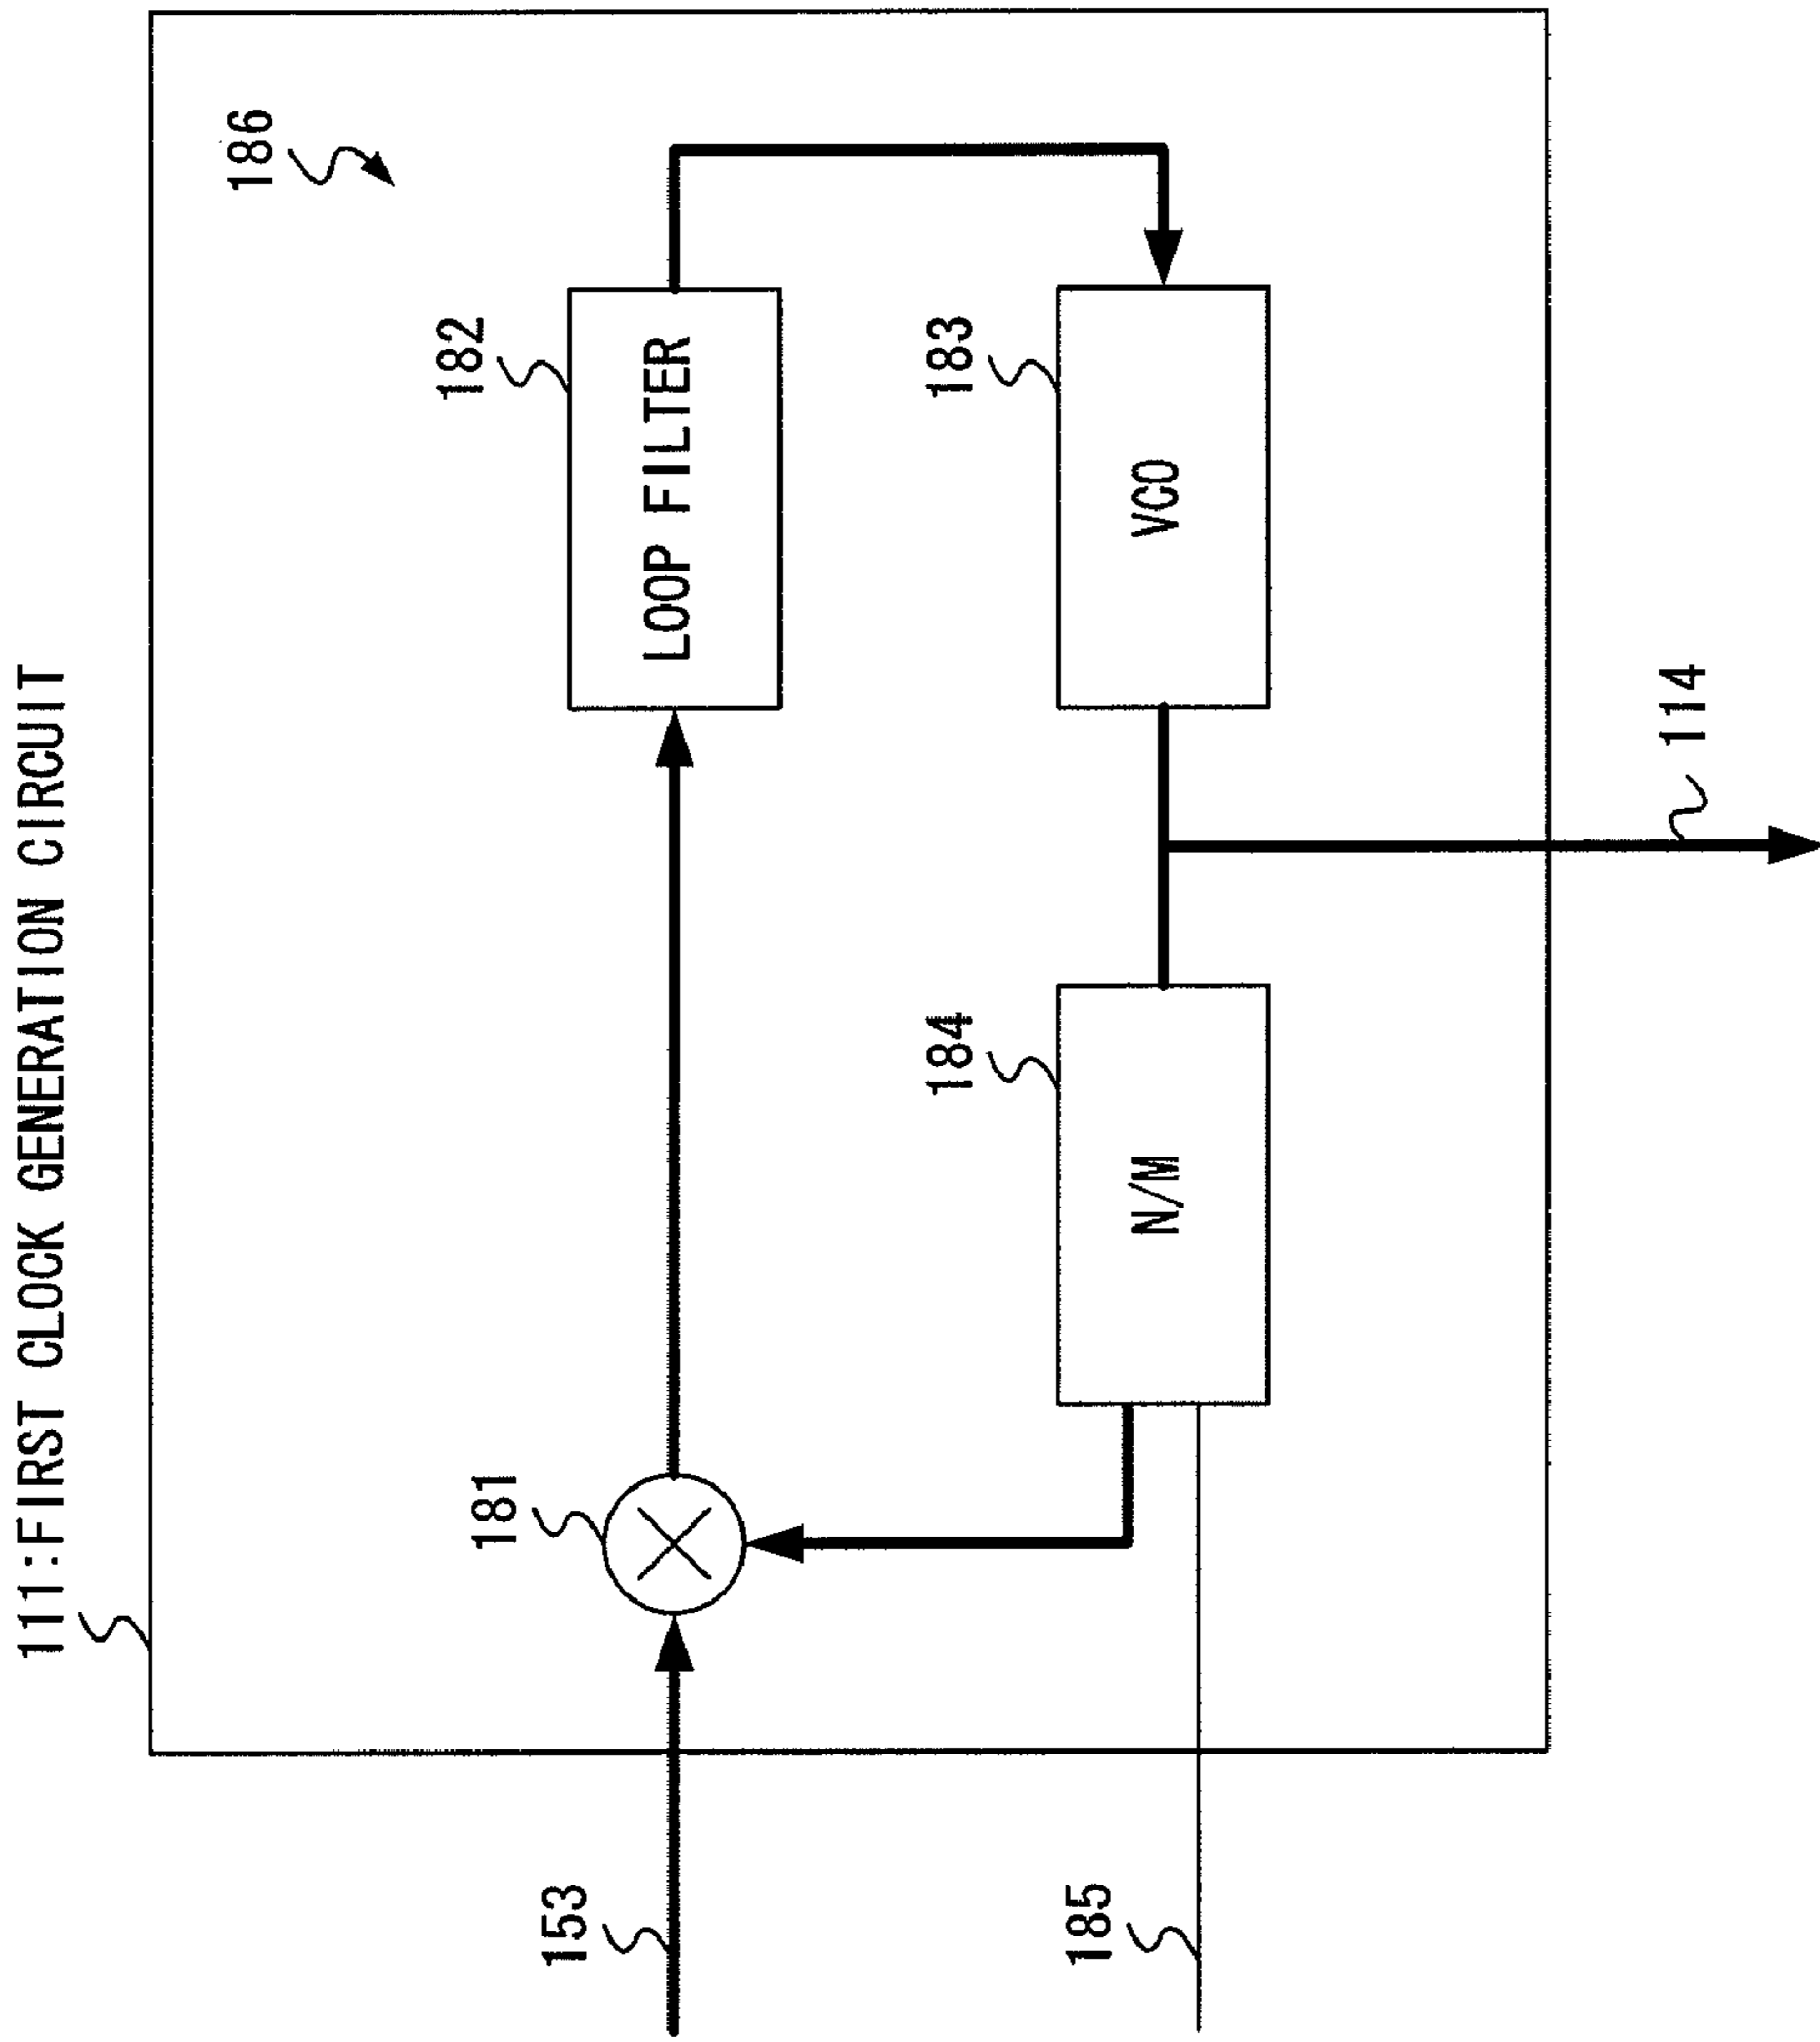 111:FIRST CLOCK GENERATION CIRCUIT
186
182
LOOP FILTER
181
183
VCO
184
N/M
153
185
114